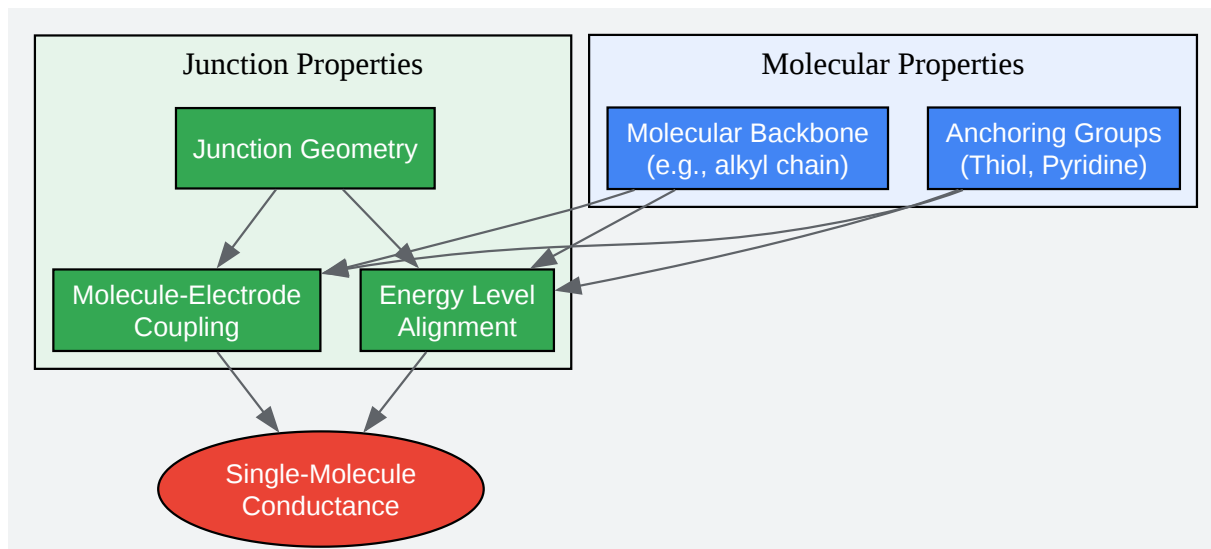 Junction Properties
Molecular Properties
Junction Geometry
Molecular Backbone
(e.g., alkyl chain)
Anchoring Groups
(Thiol, Pyridine)
Molecule-Electrode
Coupling
Energy Level
Alignment
Single-Molecule
Conductance